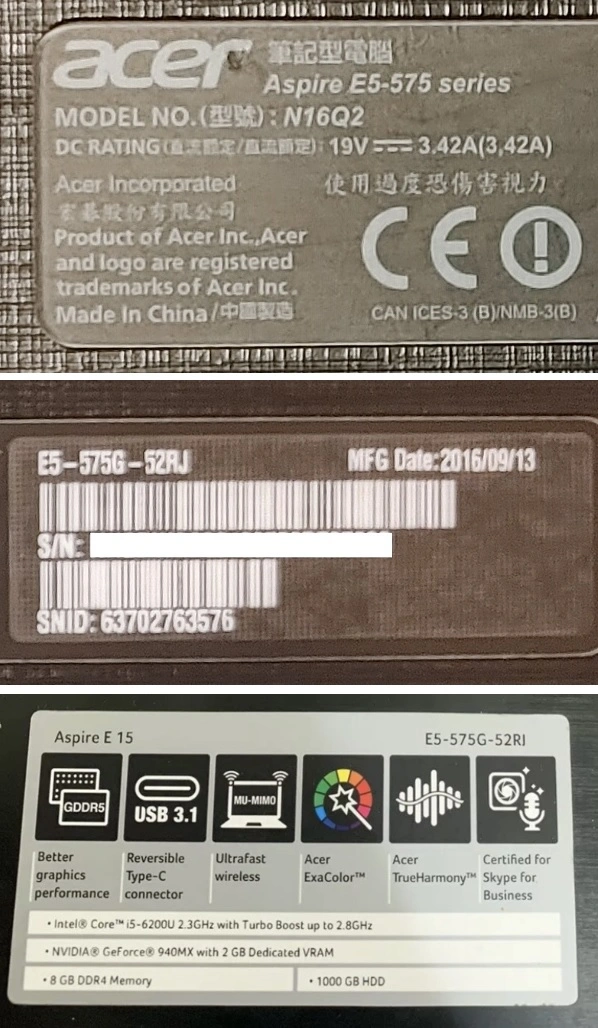 acer 筆記型電腦
Aspire E5-575 series
MODEL NO.(型號) : N16Q2
DC RATING (直流額定/直流額定) : 19V 3.42A(3,42A)
Acer Incorporated 使用過度恐傷害視力
宏碁股份有限公司
Product of Acer Inc.,Acer
and logo are registered
trademarks of Acer Inc.
Made In China/中國製造
CE
CAN ICES-3 (B)/NMB-3(B)
E5-575G-52RJ MFG Date:2016/09/13
S/N:
SNID: 63702763576
Aspire E 15 E5-575G-52RJ
GDDR5 USB 3.1 MU-MIMO
Better graphics performance
Reversible Type-C connector
Ultrafast wireless
Acer ExaColor™
Acer TrueHarmony™
Certified for Skype for Business
• Intel® Core™ i5-6200U 2.3GHz with Turbo Boost up to 2.8GHz
• NVIDIA® GeForce® 940MX with 2 GB Dedicated VRAM
• 8 GB DDR4 Memory • 1000 GB HDD